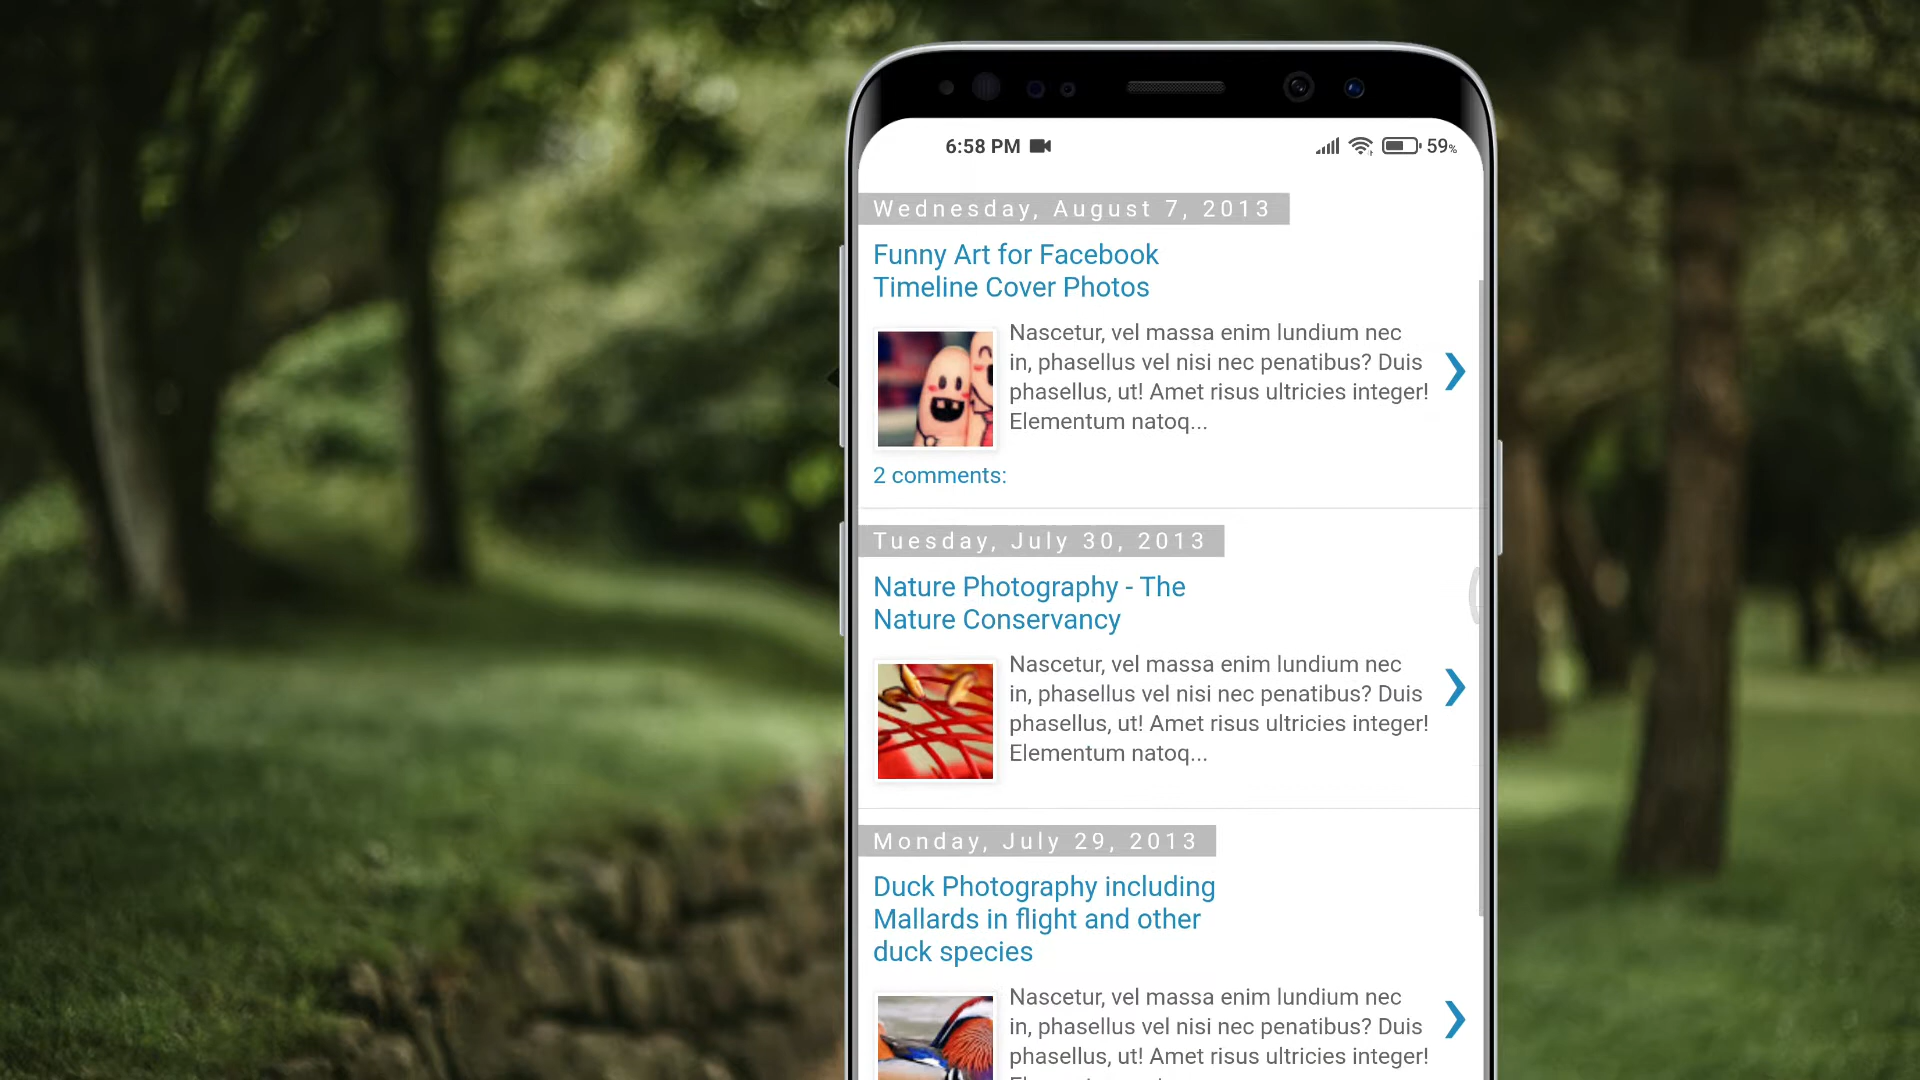 6:58 PM
59%
Wednesday, August 7, 2013
Funny Art for Facebook
Timeline Cover Photos
Nascetur, vel massa enim lundium nec
in, phasellus vel nisi nec penatibus? Duis
phasellus, ut! Amet risus ultricies integer!
Elementum natoq...
2 comments:
Tuesday, July 30, 2013
Nature Photography - The
Nature Conservancy
Nascetur, vel massa enim lundium nec
in, phasellus vel nisi nec penatibus? Duis
phasellus, ut! Amet risus ultricies integer!
Elementum natoq...
Monday, July 29, 2013
Duck Photography including
Mallards in flight and other
duck species
Nascetur, vel massa enim lundium nec
in, phasellus vel nisi nec penatibus? Duis
phasellus, ut! Amet risus ultricies integer!